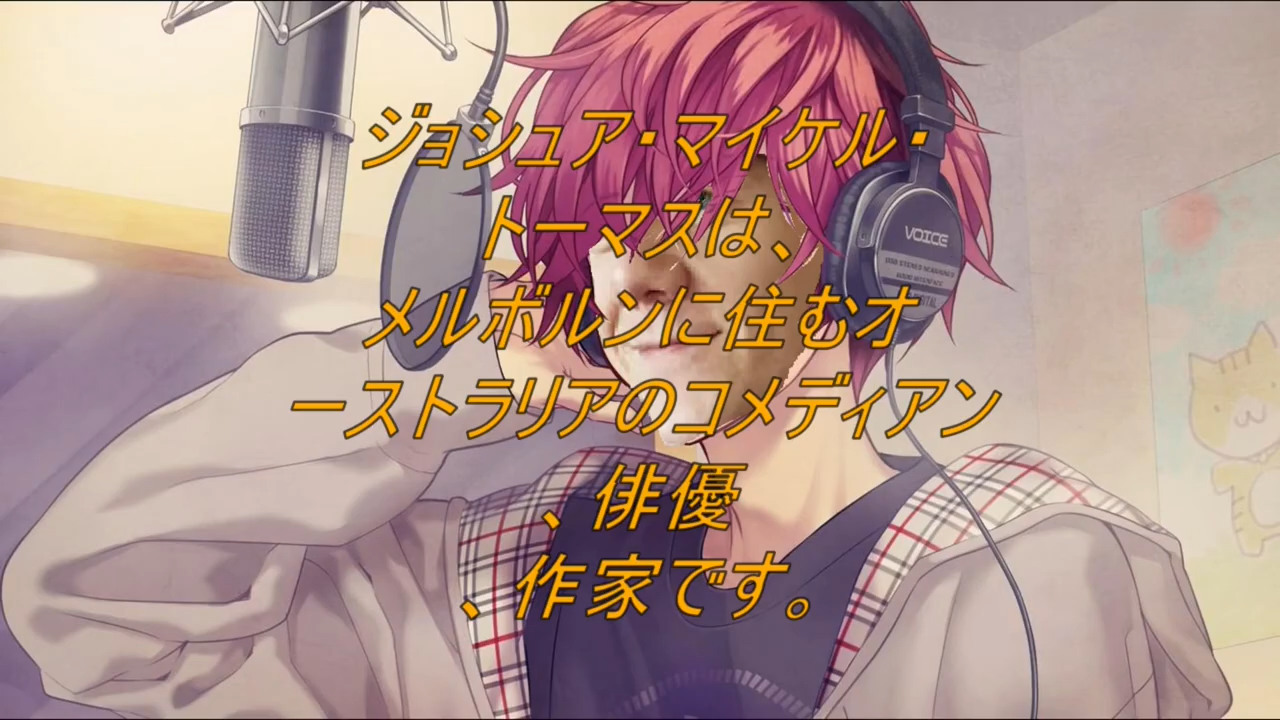 ジョシュア・マイケル・
トーマスは、
メルボルンに住むオ
ーストラリアのコメディアン
、俳優
、作家です。
VOICE